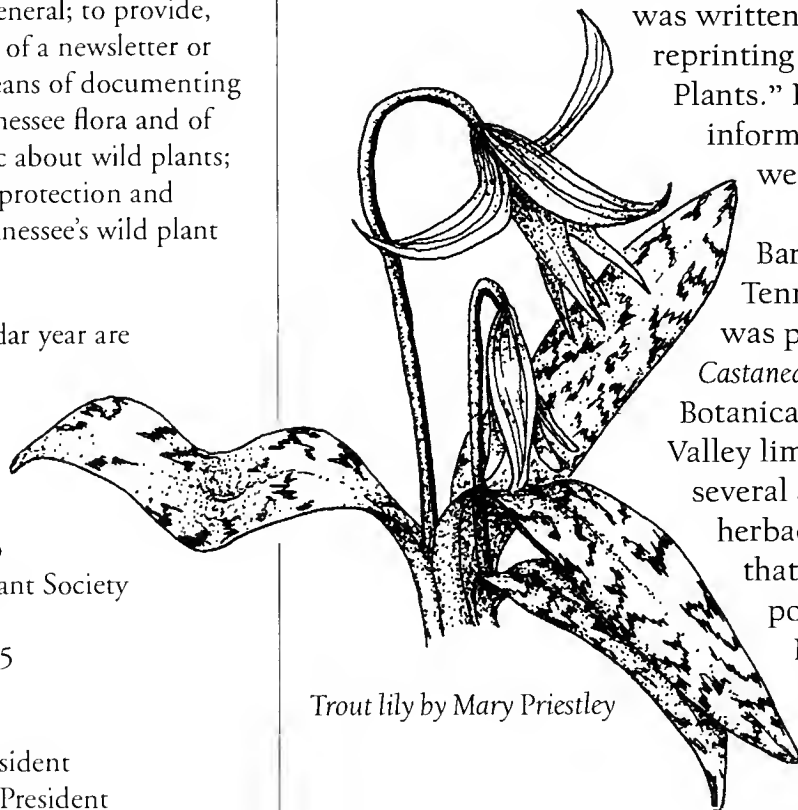 eneral; to provide,
of a newsletter or
eans of documenting
nessee flora and of
c about wild plants;
protection and
nnessee's wild plant
dar year are
ant Society
5
sident
President
Trout lily by Mary Priestley
was written
reprinting
Plants."
inform
we
Bar
Tenn
was p
Castanea
Botanica
Valley lim
several
herbac
that
po